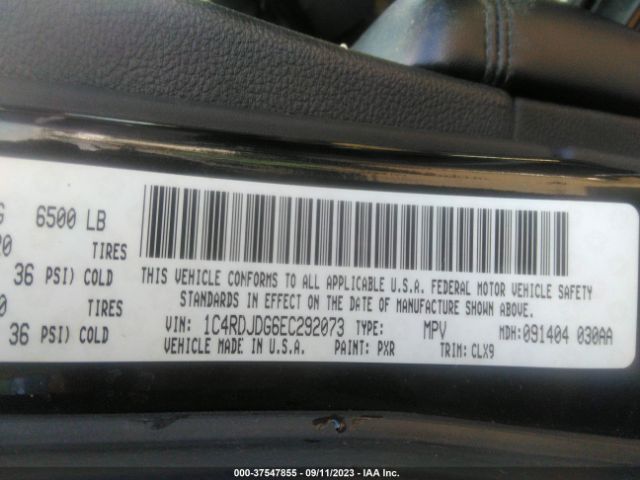 G 6500 LB
20 TIRES
36 PSI) COLD
0 TIRES
36 PSI) COLD
THIS VEHICLE CONFORMS TO ALL APPLICABLE U.S.A. FEDERAL MOTOR VEHICLE SAFETY
STANDARDS IN EFFECT ON THE DATE OF MANUFACTURE SHOWN ABOVE.
VIN: 1C4RDJDG6EC292073 TYPE: MPV MDH:091404 030AA
VEHICLE MADE IN U.S.A. PAINT: PXR TRIM: CLX9
000-37547855 - 09/11/2023 - IAA Inc.